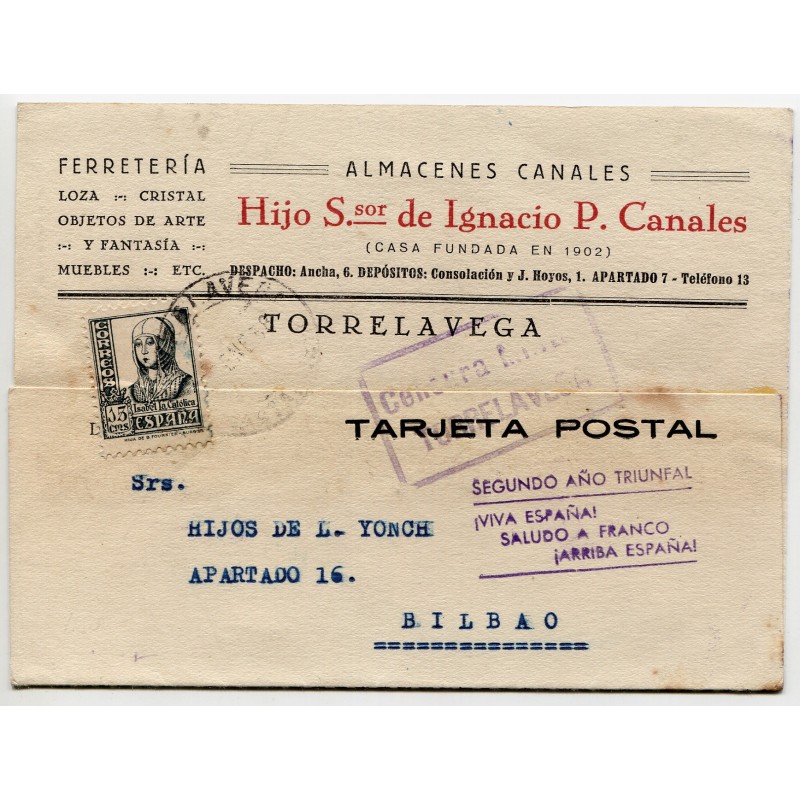 FERRETERÍA
LOZA :-: CRISTAL
OBJETOS DE ARTE
:-: Y FANTASÍA :-:
MUEBLES :-: ETC.
ALMACENES CANALES
Hijo S.sor de Ignacio P. Canales
(CASA FUNDADA EN 1902)
DESPACHO: Ancha, 6. DEPÓSITOS: Consolación y J. Hoyos, 1. APARTADO 7 - Teléfono 13
TORRELAVEGA
CORREOS
15
CTS
Isabel la Católica
ESPAÑA
Censura
TORRELAVEGA
TARJETA POSTAL
SEGUNDO AÑO TRIUNFAL
¡VIVA ESPAÑA!
SALUDO A FRANCO
¡ARRIBA ESPAÑA!
Srs.
HIJOS DE L. YONCH
APARTADO 16.
BILBAO